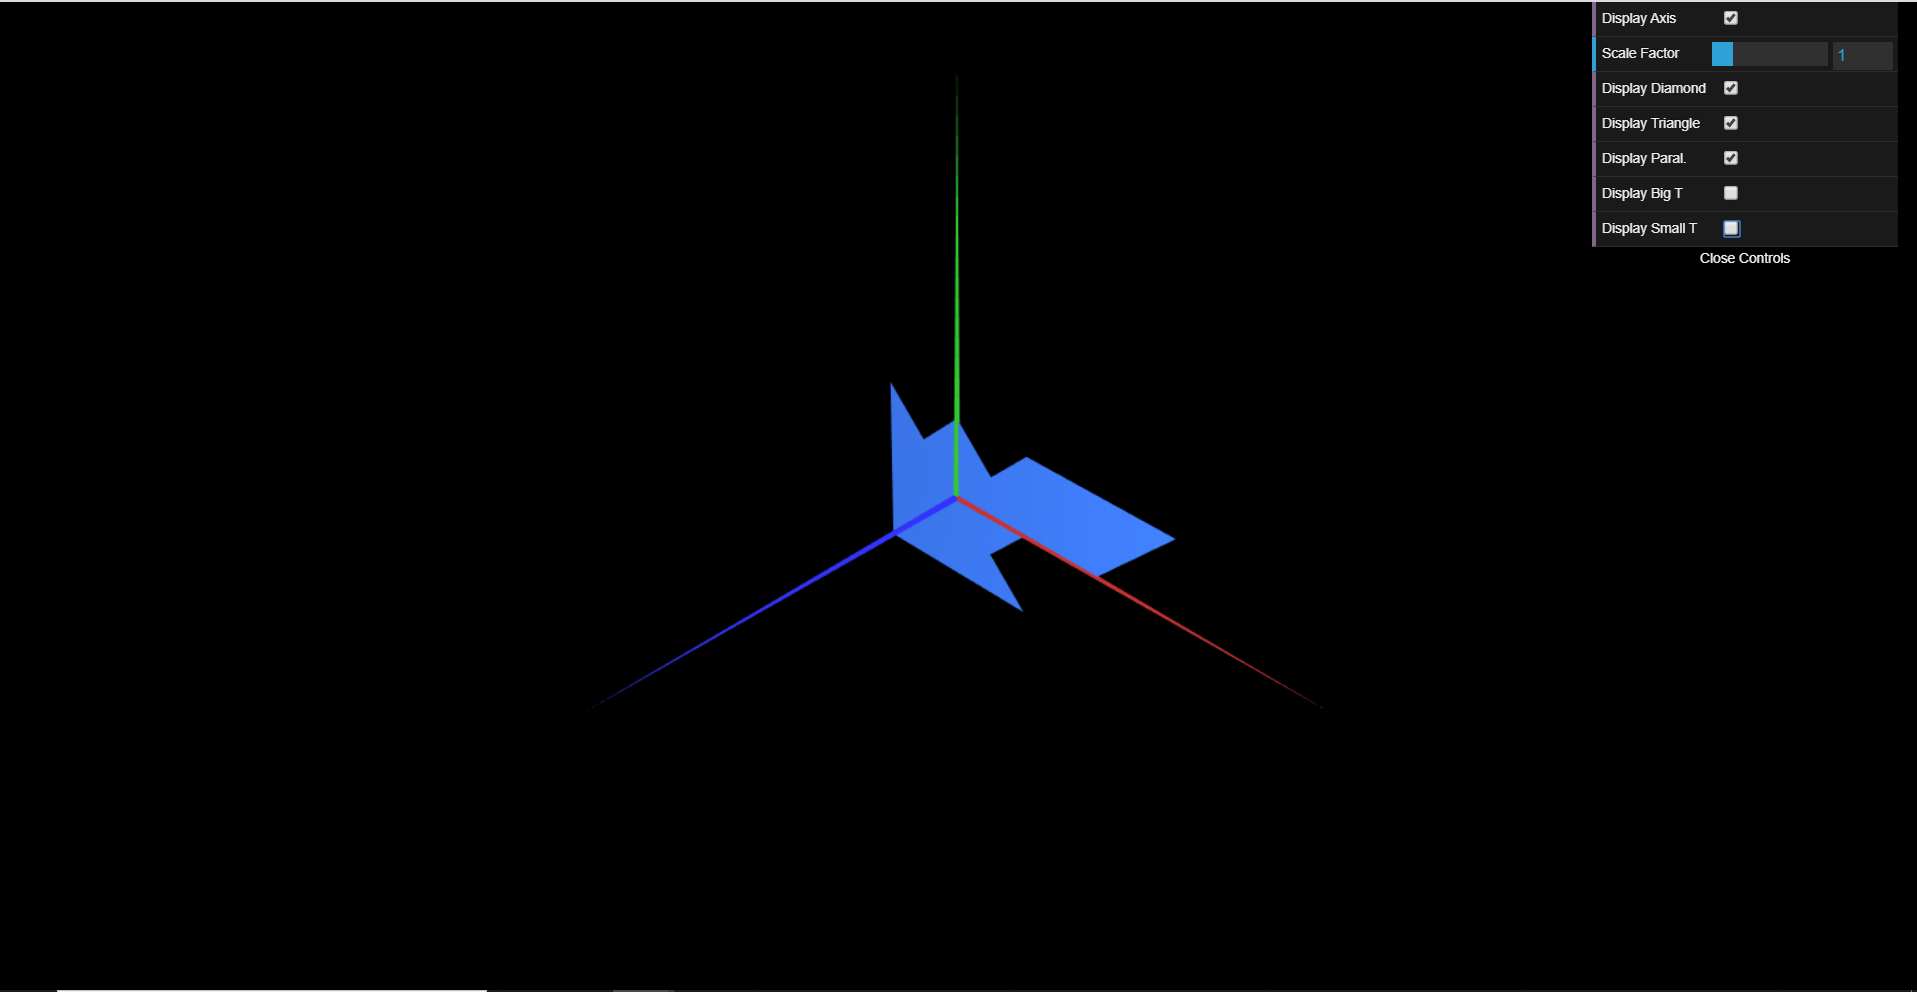 Display Axis
Scale Factor 1
Display Diamond
Display Triangle
Display Paral.
Display Big T
Display Small T
Close Controls